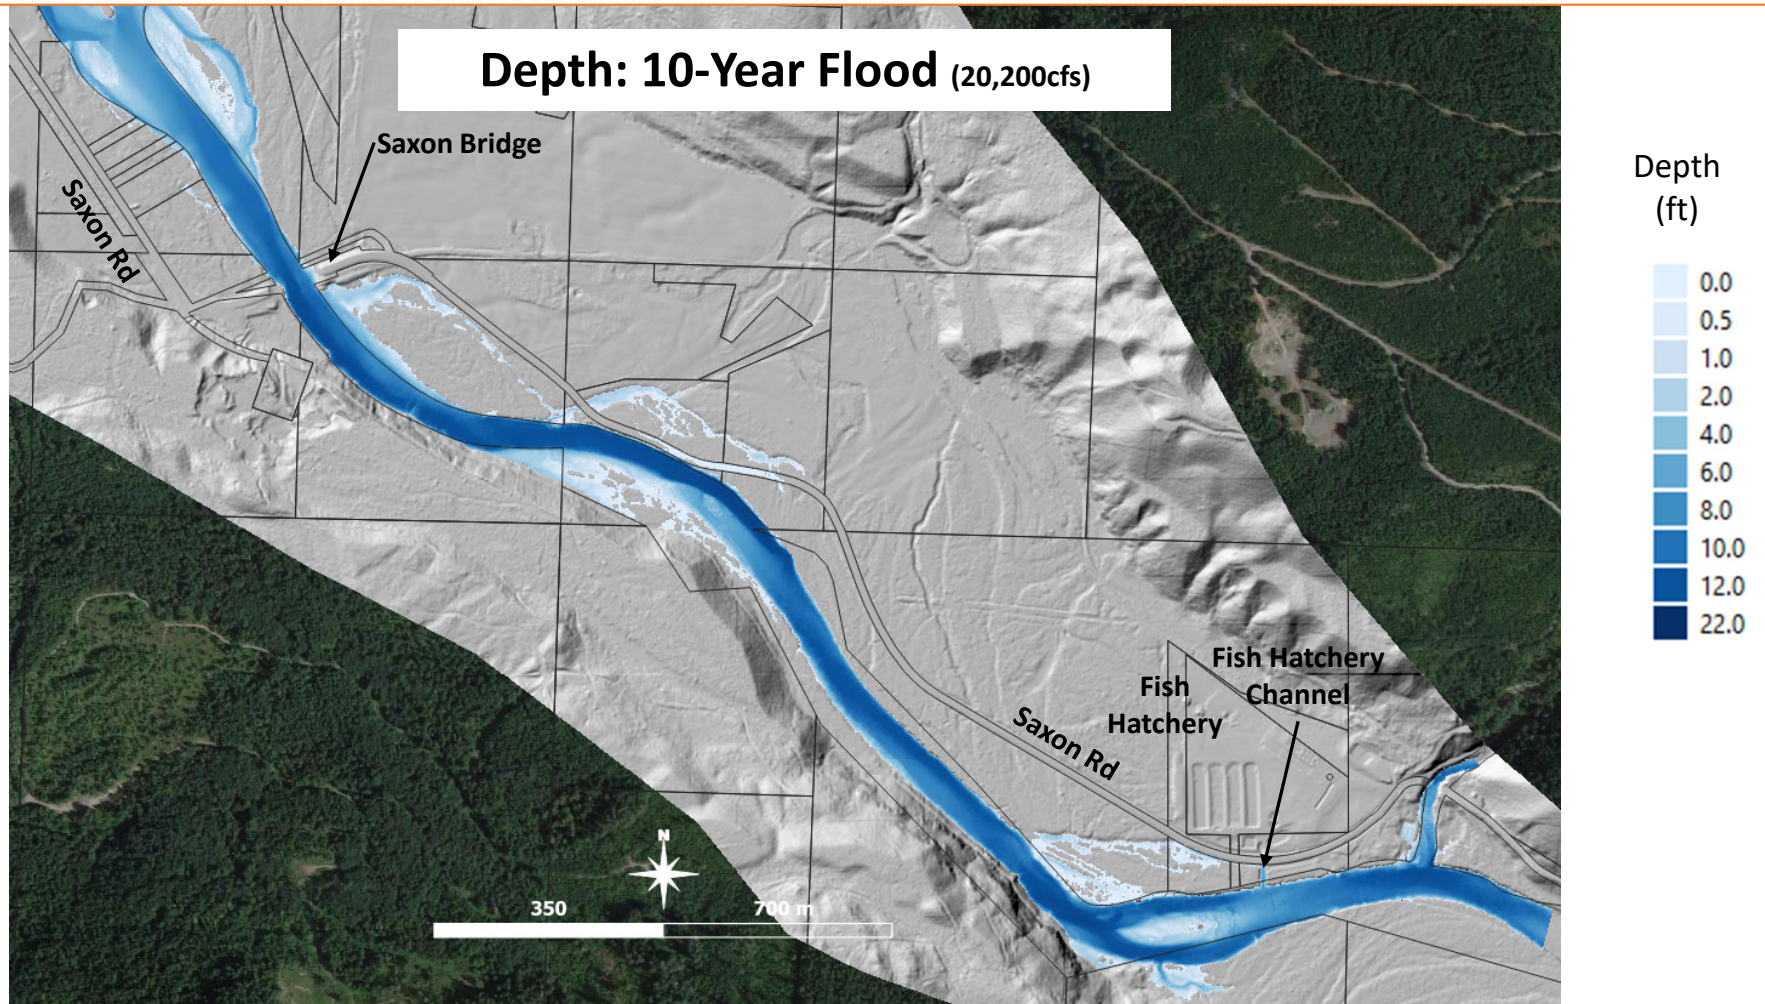 Depth: 10-Year Flood (20,200cfs)
Saxon Bridge
Saxon Rd
Depth
(ft)
0.0
0.5
1.0
2.0
4.0
6.0
8.0
10.0
12.0
22.0
Fish Hatchery
Channel
Fish
Hatchery
Saxon Rd
N
350
700 m